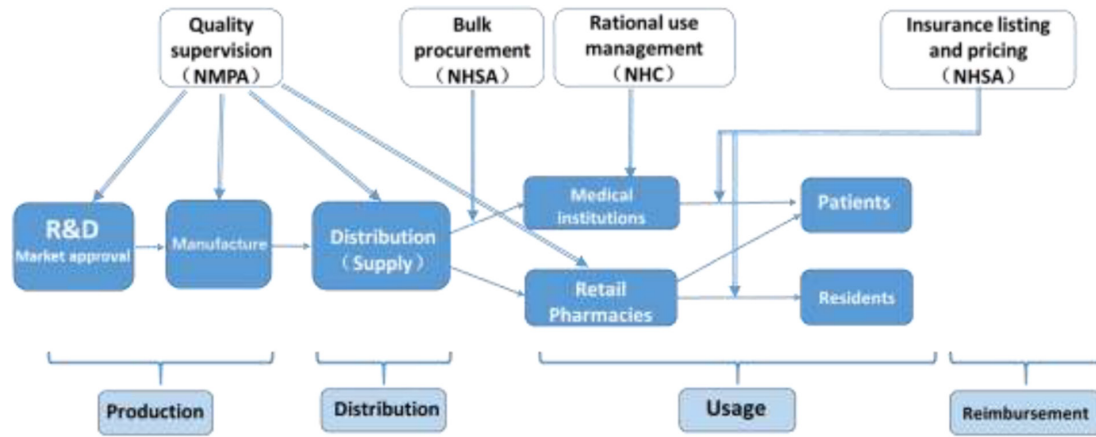 Quality
supervision
（NMPA）
Bulk
procurement
（NHSA）
Rational use
management
（NHC）
Insurance listing
and pricing
（NHSA）
R&D
Market approval
Manufacture
Distribution
（Supply）
Medical
institutions
Retail
Pharmacies
Patients
Residents
Production
Distribution
Usage
Reimbursement